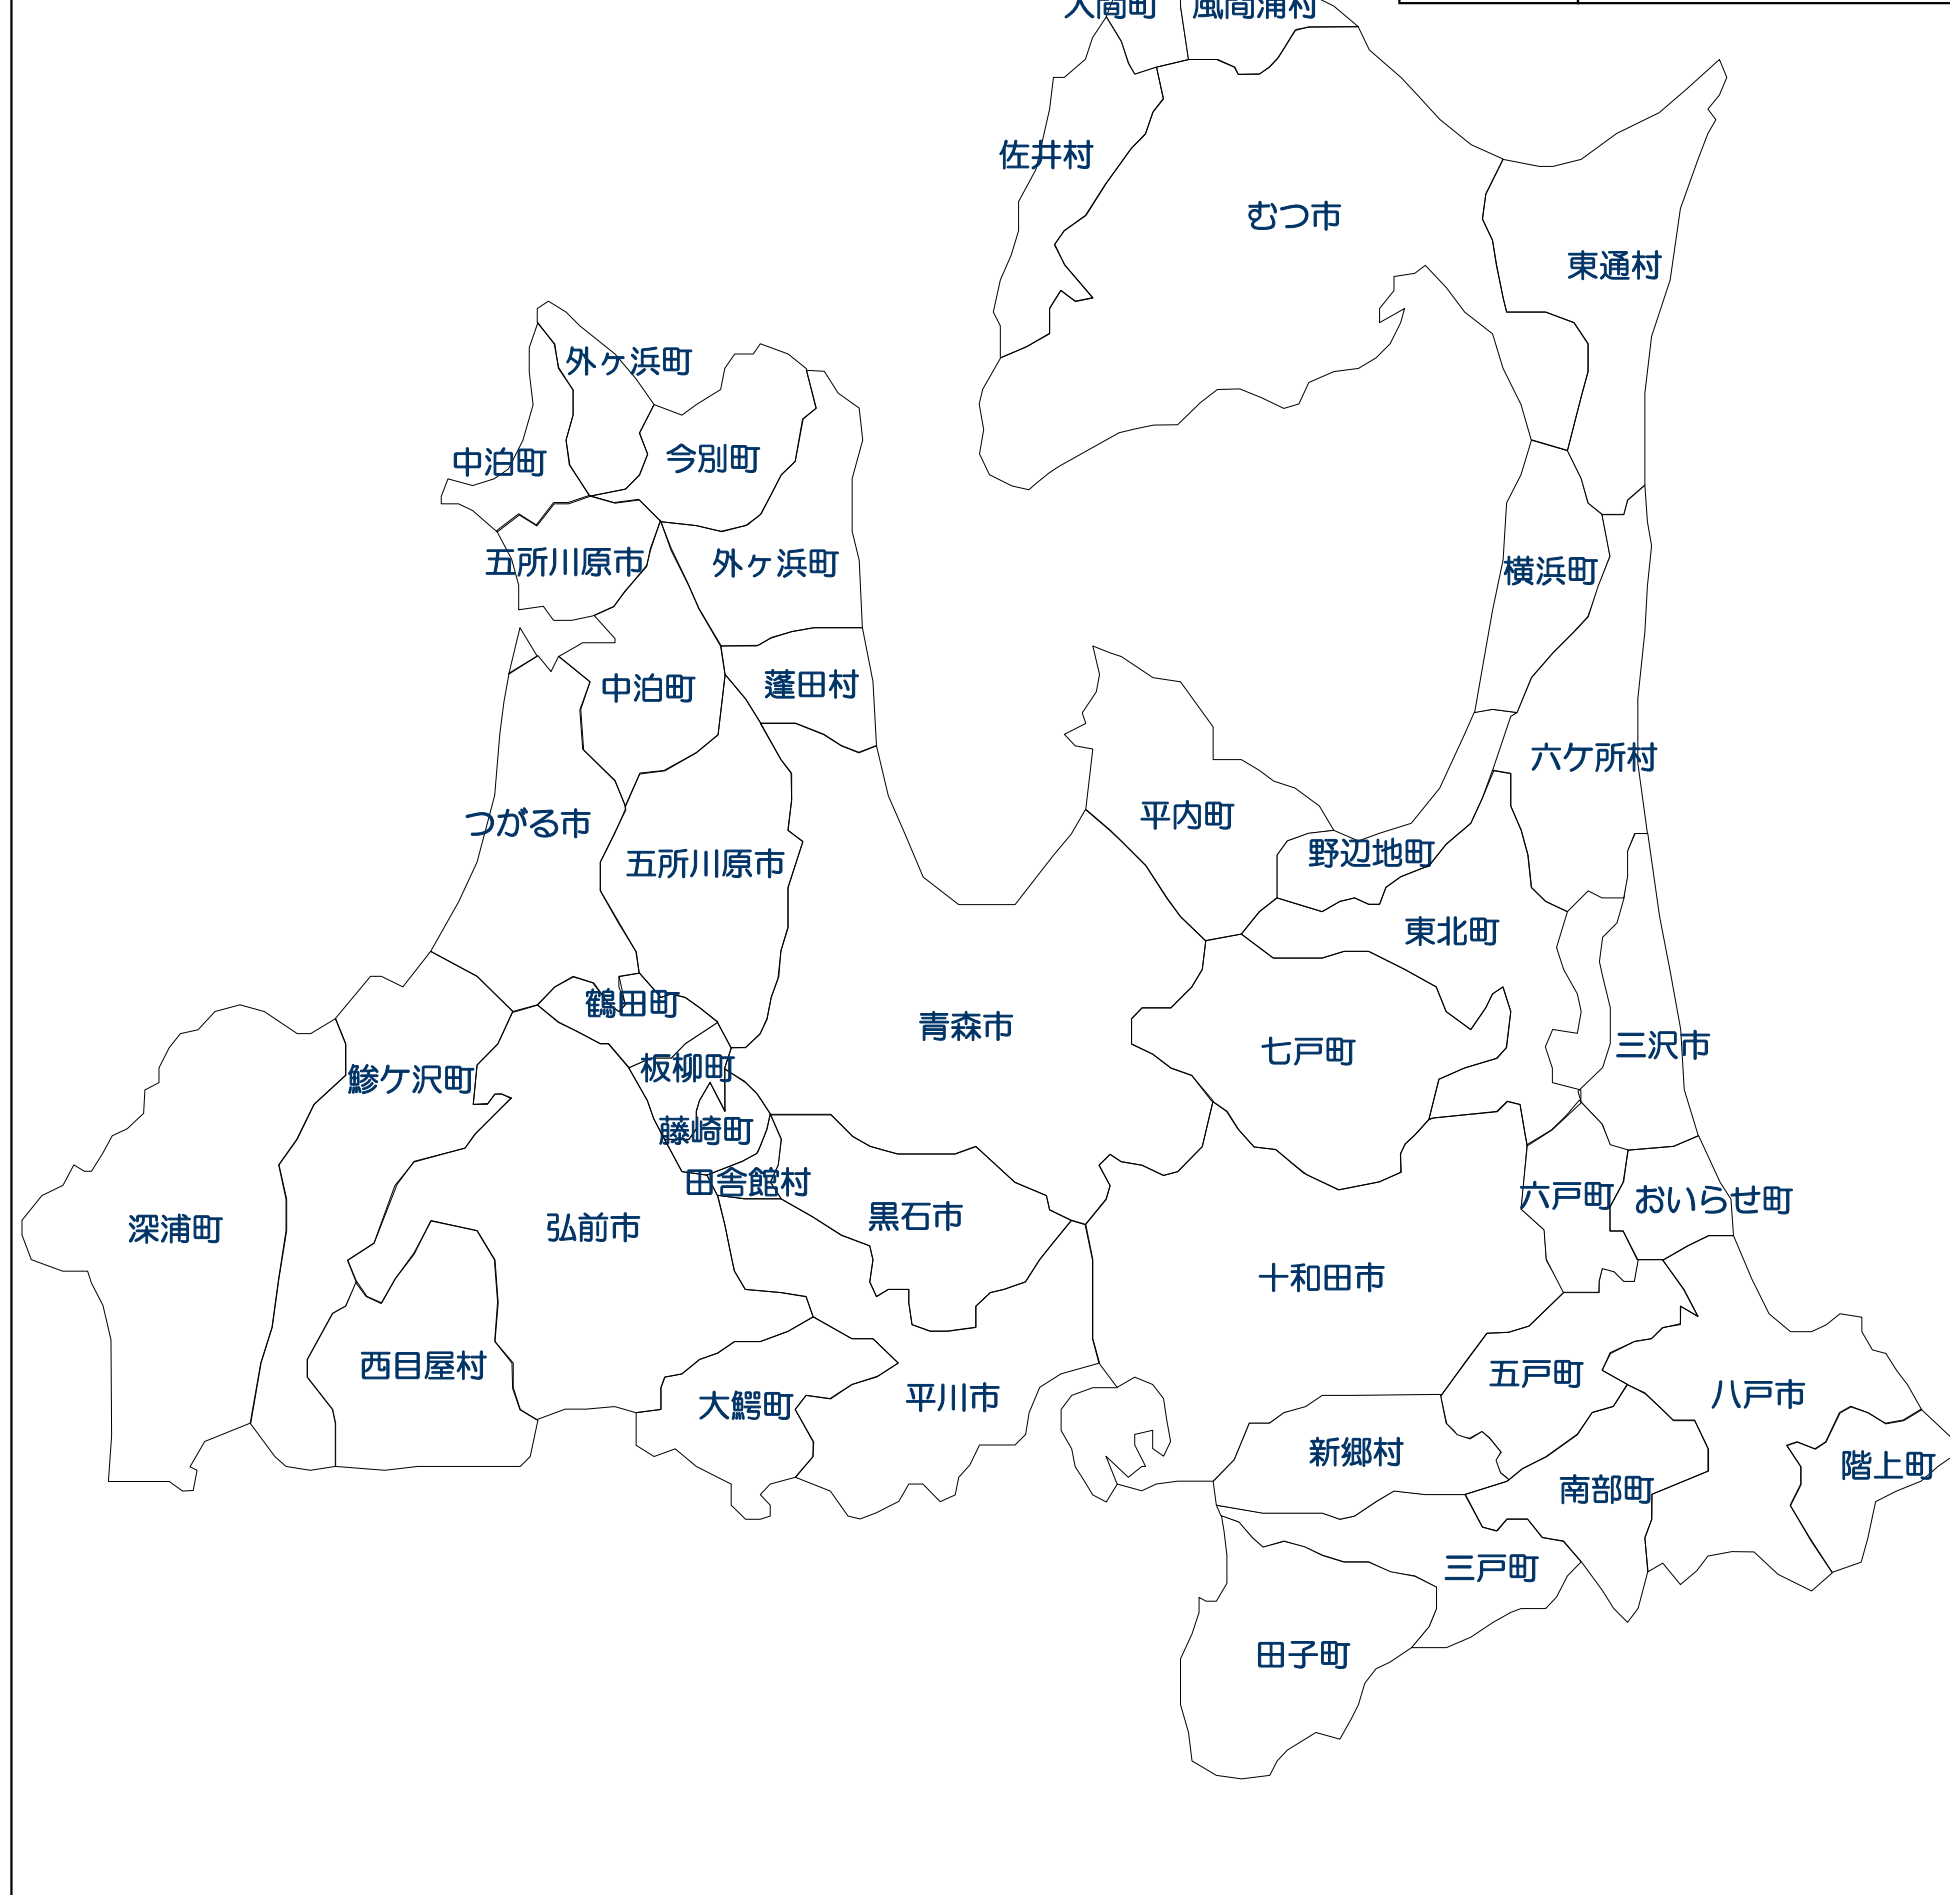 大間町
風間浦村
佐井村
むつ市
東通村
外ヶ浜町
今別町
中泊町
五所川原市
外ヶ浜町
横浜町
中泊町
蓬田村
六ケ所村
つがる市
平内町
五所川原市
野辺地町
東北町
鶴田町
青森市
七戸町
三沢市
板柳町
鰺ケ沢町
藤崎町
田舎館村
六戸町
おいらせ町
黒石市
深浦町
弘前市
十和田市
西目屋村
五戸町
八戸市
大鰐町
平川市
新郷村
階上町
南部町
三戸町
田子町